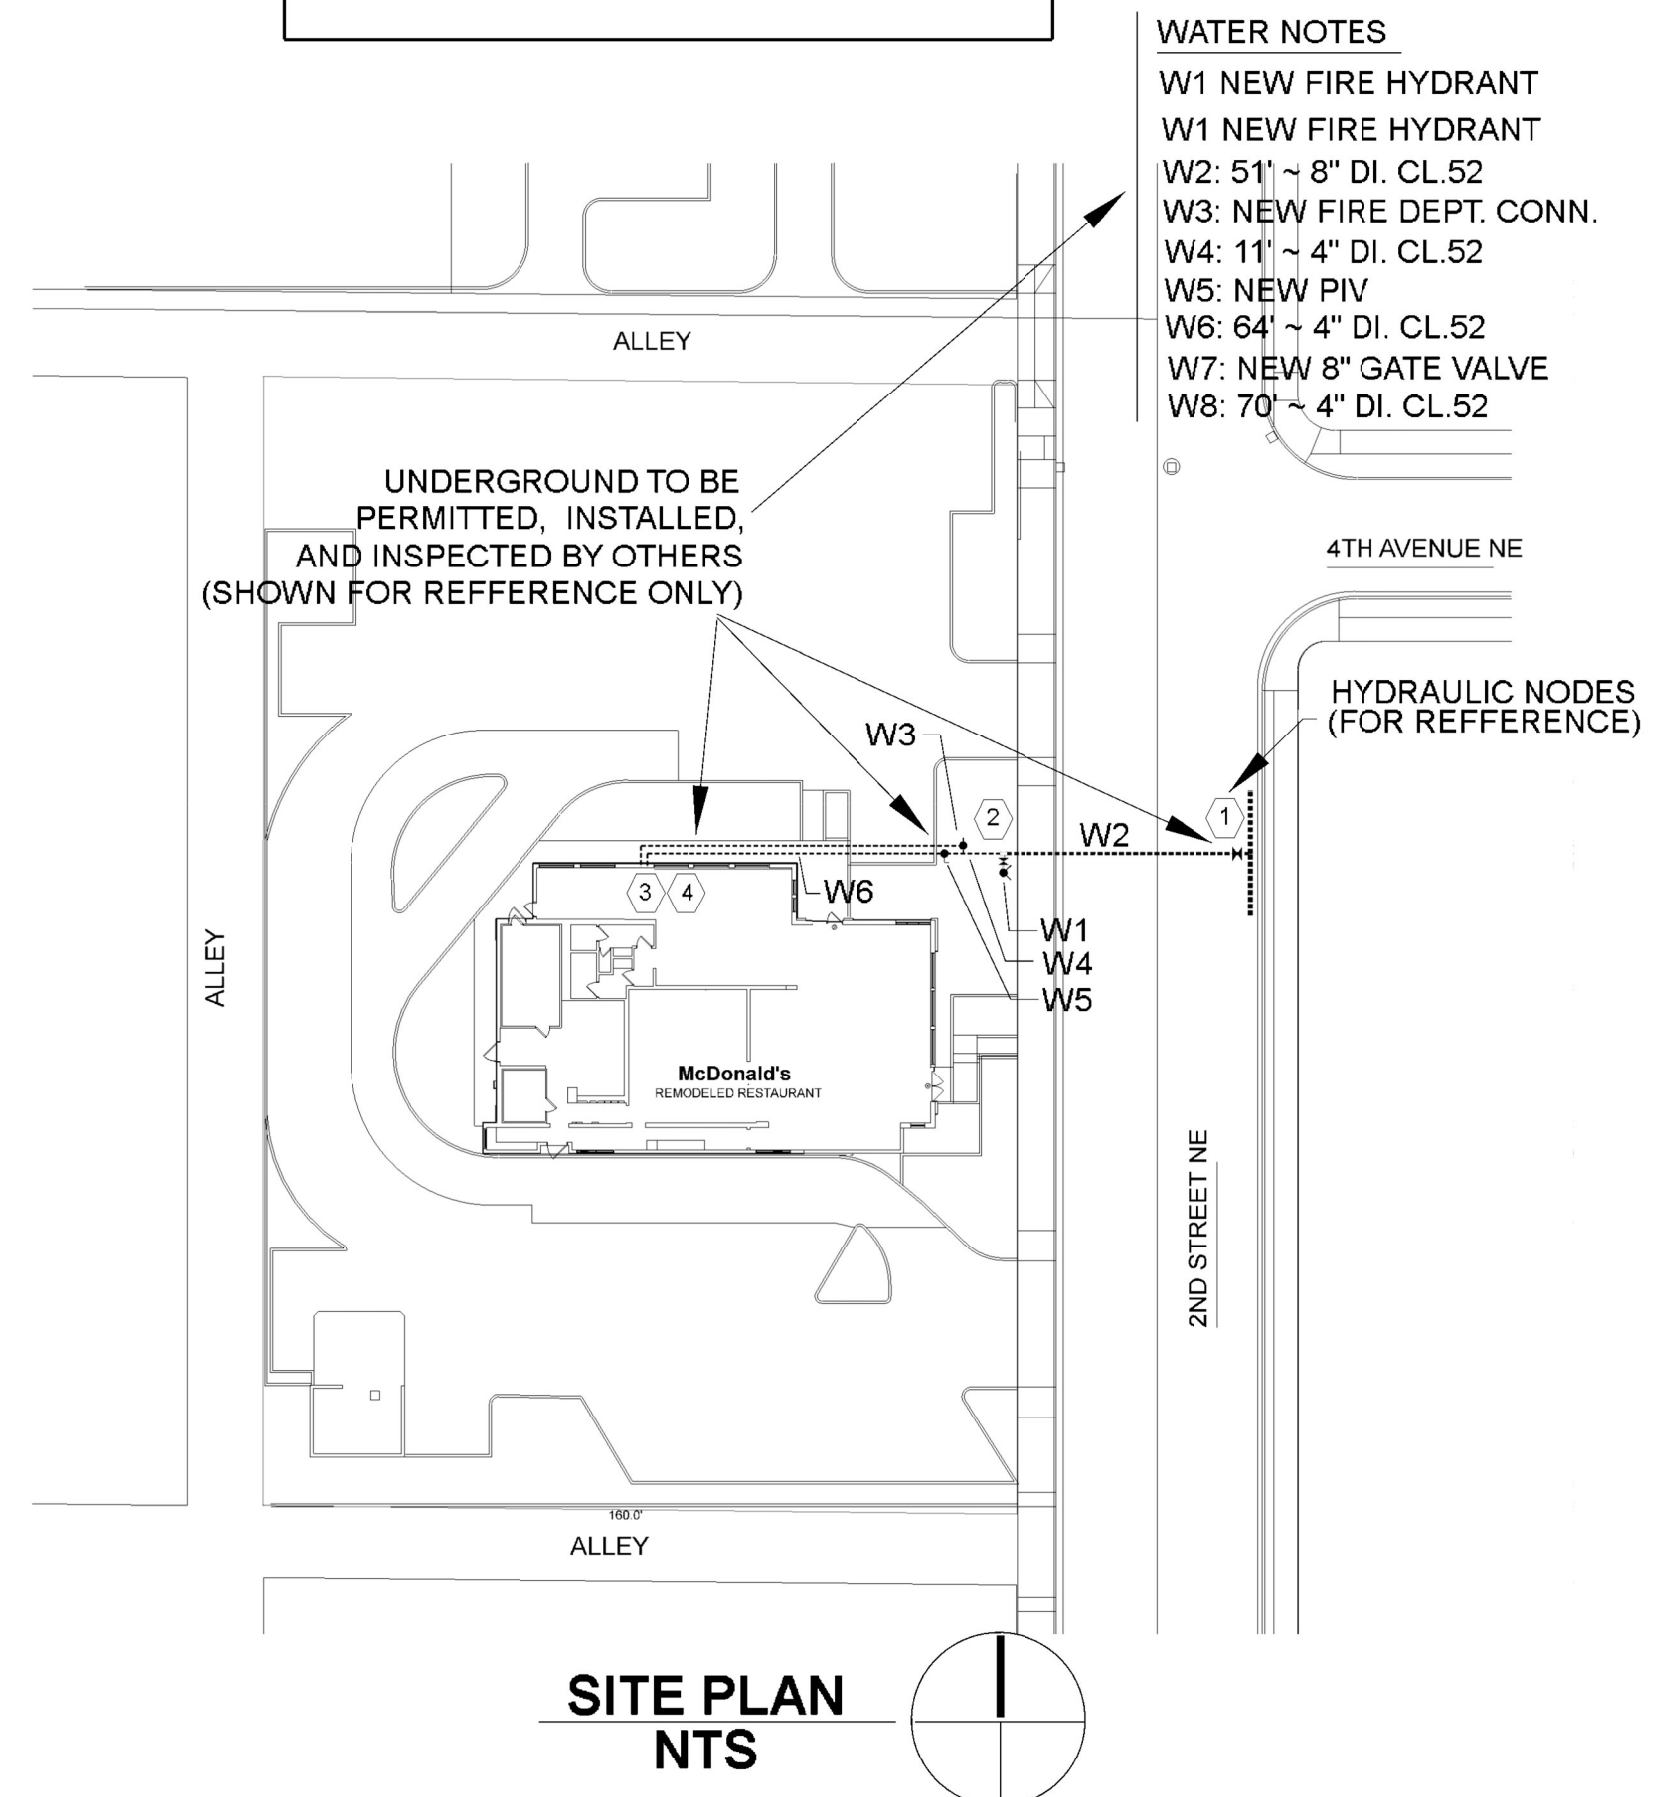 WATER NOTES
W1 NEW FIRE HYDRANT
W1 NEW FIRE HYDRANT
W2: 51' ~ 8" DI. CL.52
W3: NEW FIRE DEPT. CONN.
W4: 11' ~ 4" DI. CL.52
W5: NEW PIV
W6: 64' ~ 4" DI. CL.52
W7: NEW 8" GATE VALVE
W8: 70' ~ 4" DI. CL.52
ALLEY
UNDERGROUND TO BE
PERMITTED, INSTALLED,
AND INSPECTED BY OTHERS
(SHOWN FOR REFFERENCE ONLY)
4TH AVENUE NE
HYDRAULIC NODES
(FOR REFFERENCE)
W3
2
1
W2
3
4
W6
W1
W4
W5
ALLEY
McDonald's
REMODELED RESTAURANT
2ND STREET NE
160.0'
ALLEY
SITE PLAN
NTS